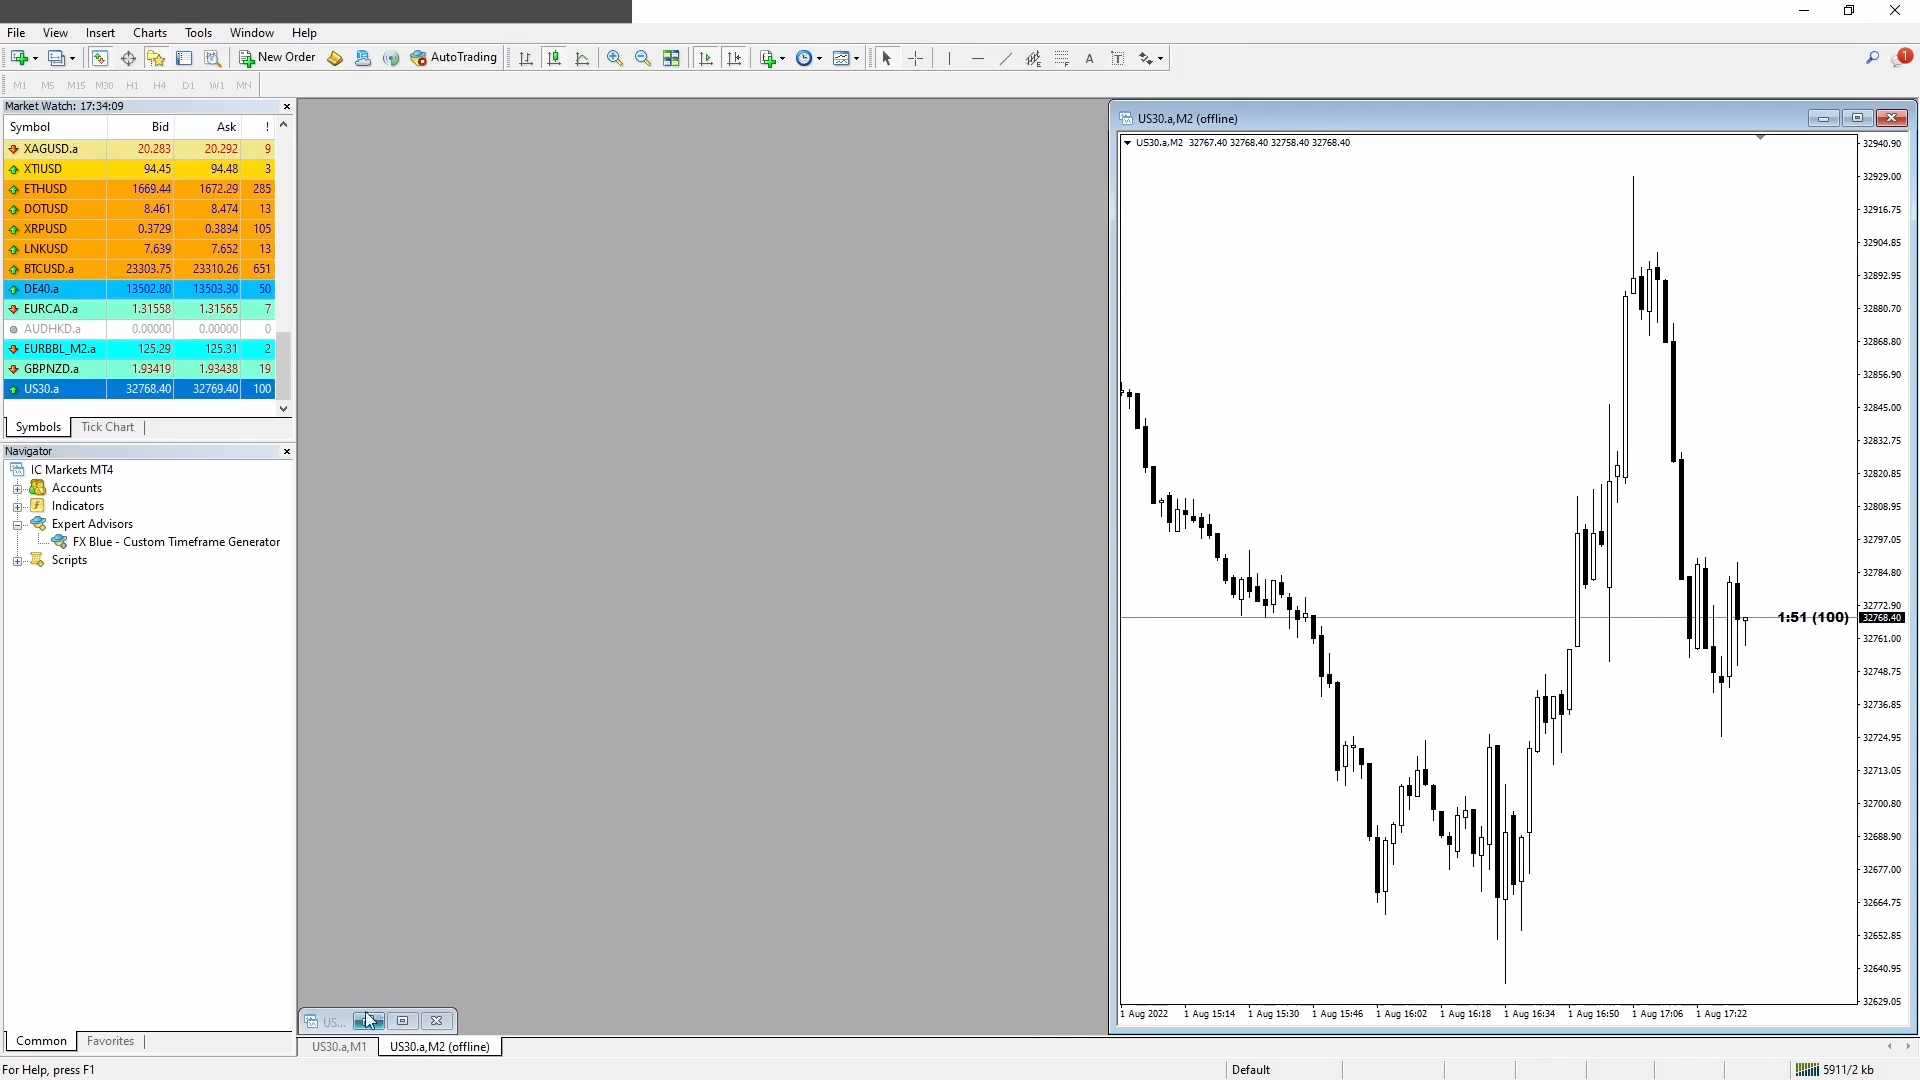 File View Insert Charts Tools Window Help
New Order AutoTrading A T 1
M1 M5 M15 M30 H1 H4 D1 W1 MN
Market Watch: 17:34:09
Symbol Bid Ask !
XAGUSD.a 20.283 20.292 9
XTIUSD 94.45 94.48 3
ETHUSD 1669.44 1672.29 285
DOTUSD 8.461 8.474 13
XRPUSD 0.3729 0.3834 105
LNKUSD 7.639 7.652 13
BTCUSD.a 23303.75 23310.26 651
DE40.a 13502.80 13503.30 50
EURCAD.a 1.31558 1.31565 7
AUDHKD.a 0.00000 0.00000 0
EURBBL_M2.a 125.29 125.31 2
GBPNZD.a 1.93419 1.93438 19
US30.a 32768.40 32769.40 100
Symbols Tick Chart
Navigator
IC Markets MT4
Accounts
Indicators
Expert Advisors
FX Blue - Custom Timeframe Generator
Scripts
Common Favorites
US30.a,M2 (offline)
US30.a,M2 32767.40 32768.40 32758.40 32768.40
32940.90
32929.00
32916.75
32904.85
32892.95
32880.70
32868.80
32856.90
32845.00
32832.75
32820.85
32808.95
32797.05
32784.80
32772.90
1:51 (100) 32768.40
32761.00
32748.75
32736.85
32724.95
32713.05
32700.80
32688.90
32677.00
32664.75
32652.85
32640.95
32629.05
1 Aug 2022 1 Aug 15:14 1 Aug 15:30 1 Aug 15:46 1 Aug 16:02 1 Aug 16:18 1 Aug 16:34 1 Aug 16:50 1 Aug 17:06 1 Aug 17:22
US...
US30.a,M1 US30.a,M2 (offline)
For Help, press F1 Default 5911/2 kb